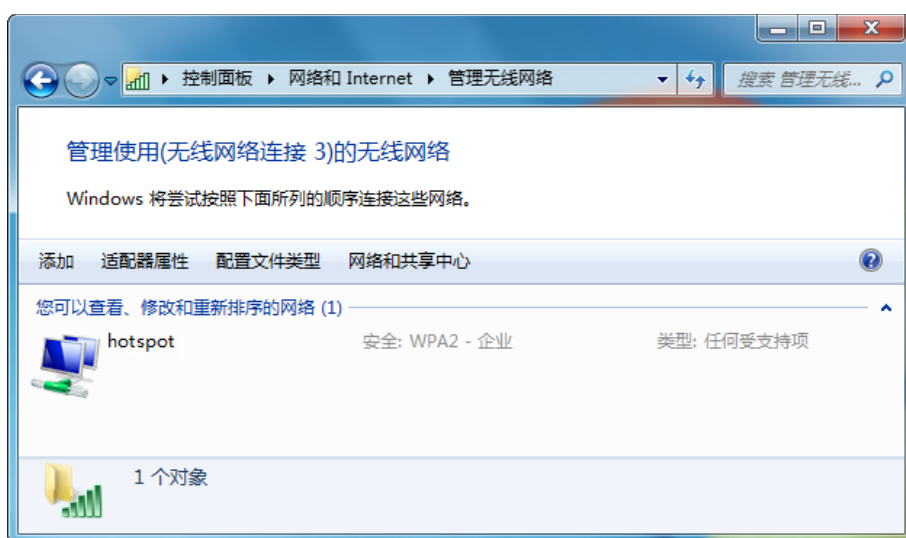 控制面板 网络和 Internet 管理无线网络 搜索 管理无线...
管理使用(无线网络连接 3)的无线网络
Windows 将尝试按照下面所列的顺序连接这些网络。
添加 适配器属性 配置文件类型 网络和共享中心
您可以查看、修改和重新排序的网络 (1)
hotspot 安全: WPA2 - 企业 类型: 任何受支持项
1 个对象